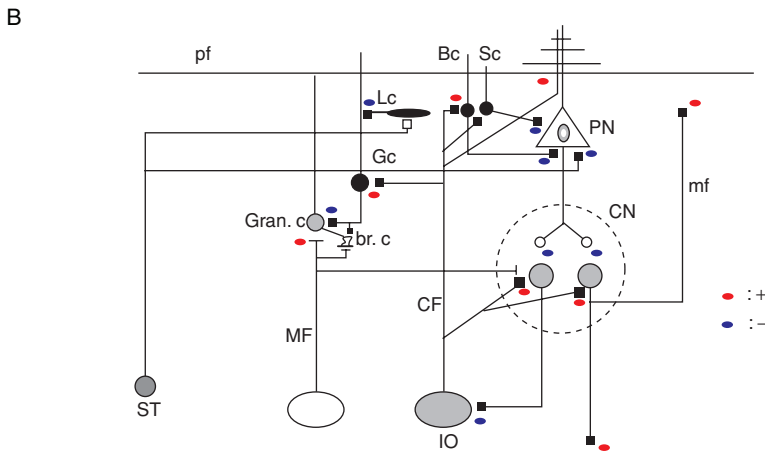 B
pf
Bc
Sc
Lc
PN
Gc
mf
Gran. c
br. c
CN
: +
CF
: −
MF
ST
IO